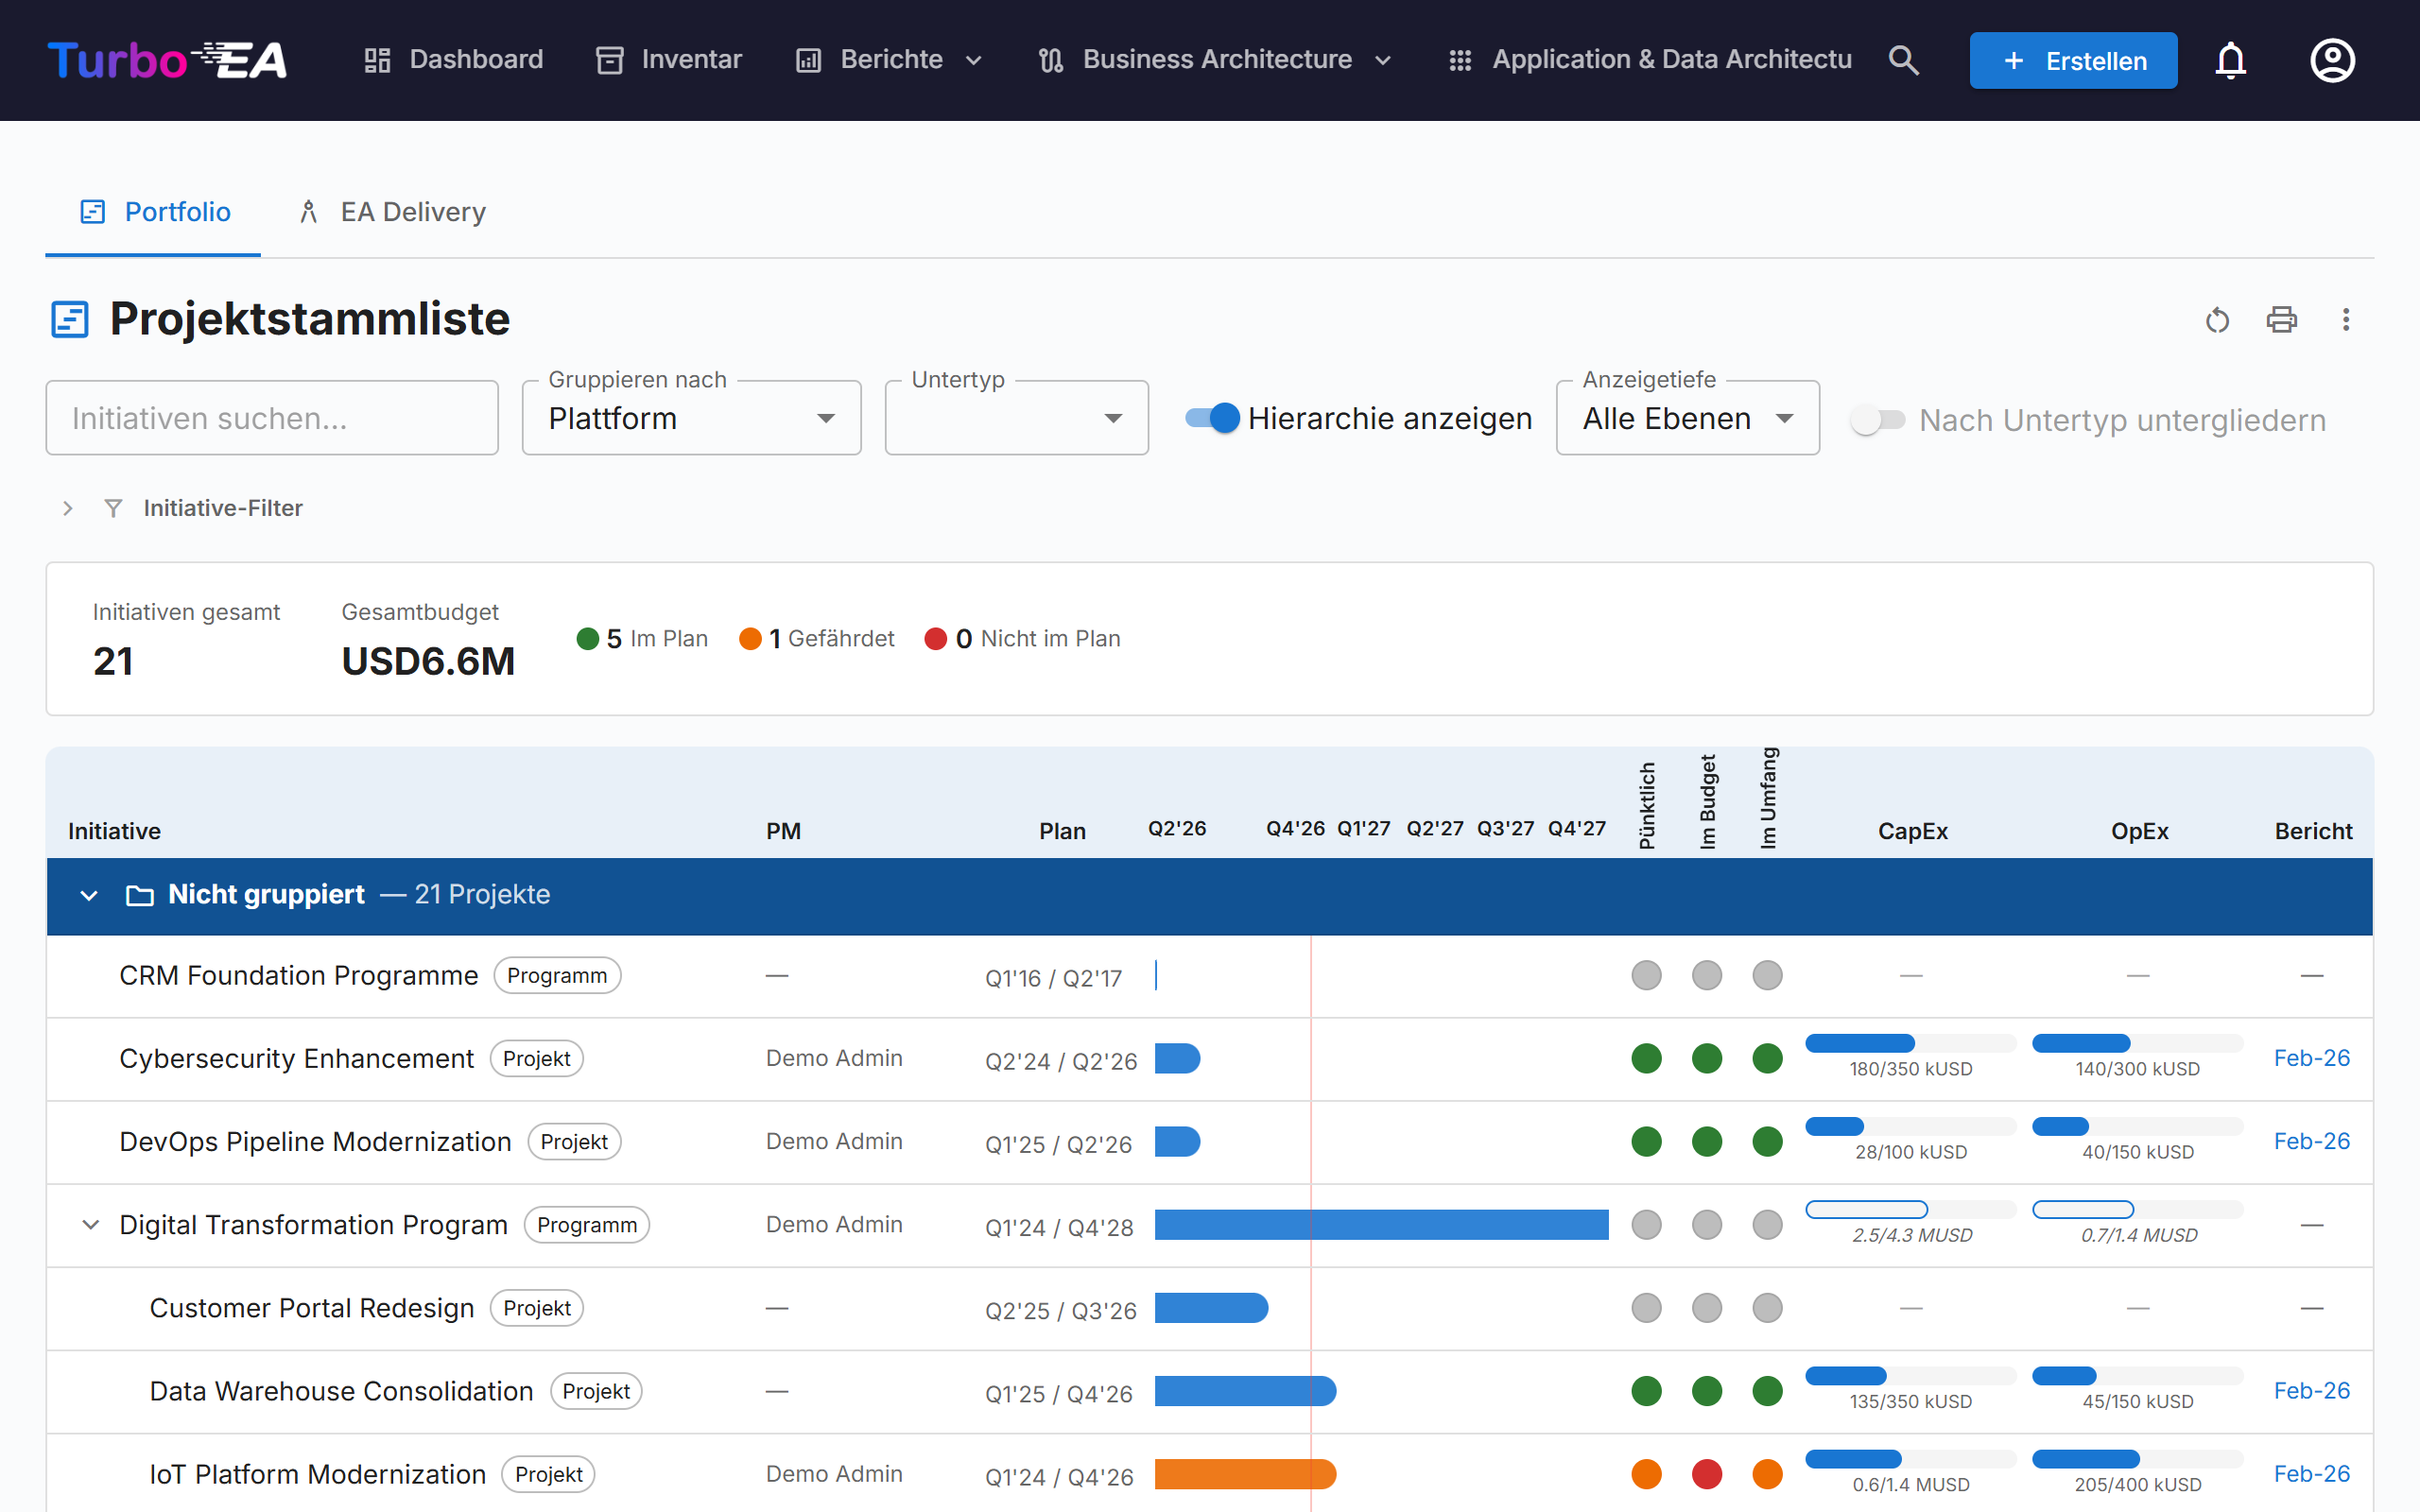 Turbo EA Dashboard Inventar Berichte Business Architecture Application & Data Architectu + Erstellen
Portfolio EA Delivery
Projektstammliste
Initiativen suchen... Gruppieren nach Plattform Untertyp Hierarchie anzeigen Anzeigetiefe Alle Ebenen Nach Untertyp untergliedern
Initiative-Filter
Initiativen gesamt Gesamtbudget
21 USD6.6M 5 Im Plan 1 Gefährdet 0 Nicht im Plan
Initiative PM Plan Q2'26 Q4'26 Q1'27 Q2'27 Q3'27 Q4'27 Pünktlich Im Budget Im Umfang CapEx OpEx Bericht
Nicht gruppiert — 21 Projekte
CRM Foundation Programme Programm — Q1'16 / Q2'17 — — —
Cybersecurity Enhancement Projekt Demo Admin Q2'24 / Q2'26 180/350 kUSD 140/300 kUSD Feb-26
DevOps Pipeline Modernization Projekt Demo Admin Q1'25 / Q2'26 28/100 kUSD 40/150 kUSD Feb-26
Digital Transformation Program Programm Demo Admin Q1'24 / Q4'28 2.5/4.3 MUSD 0.7/1.4 MUSD —
Customer Portal Redesign Projekt — Q2'25 / Q3'26 — — —
Data Warehouse Consolidation Projekt — Q1'25 / Q4'26 135/350 kUSD 45/150 kUSD Feb-26
IoT Platform Modernization Projekt Demo Admin Q1'24 / Q4'26 0.6/1.4 MUSD 205/400 kUSD Feb-26